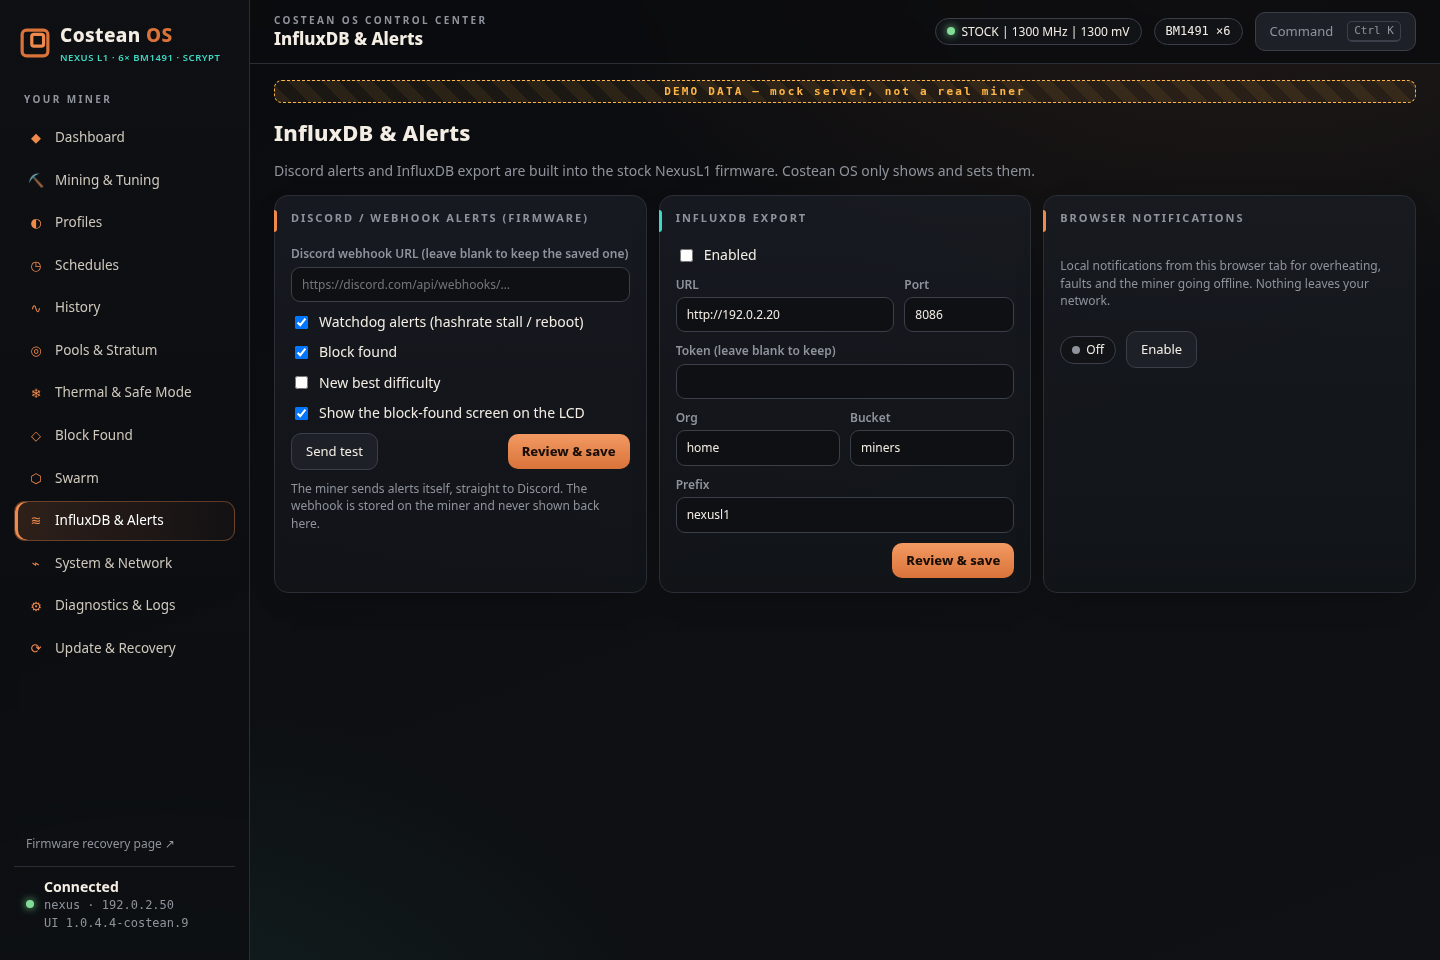 Costean OS
NEXUS L1 · 6× BM1491 · SCRYPT
YOUR MINER
Dashboard
Mining & Tuning
Profiles
Schedules
History
Pools & Stratum
Thermal & Safe Mode
Block Found
Swarm
InfluxDB & Alerts
System & Network
Diagnostics & Logs
Update & Recovery
Firmware recovery page ↗
Connected
nexus · 192.0.2.50
UI 1.0.4.4-costean.9
COSTEAN OS CONTROL CENTER
InfluxDB & Alerts
STOCK | 1300 MHz | 1300 mV
BM1491 ×6
Command Ctrl K
DEMO DATA — mock server, not a real miner
InfluxDB & Alerts
Discord alerts and InfluxDB export are built into the stock NexusL1 firmware. Costean OS only shows and sets them.
DISCORD / WEBHOOK ALERTS (FIRMWARE)
Discord webhook URL (leave blank to keep the saved one)
https://discord.com/api/webhooks/...
Watchdog alerts (hashrate stall / reboot)
Block found
New best difficulty
Show the block-found screen on the LCD
Send test
Review & save
The miner sends alerts itself, straight to Discord. The
webhook is stored on the miner and never shown back
here.
INFLUXDB EXPORT
Enabled
URL
Port
http://192.0.2.20
8086
Token (leave blank to keep)
Org
Bucket
home
miners
Prefix
nexusl1
Review & save
BROWSER NOTIFICATIONS
Local notifications from this browser tab for overheating,
faults and the miner going offline. Nothing leaves your
network.
Off
Enable